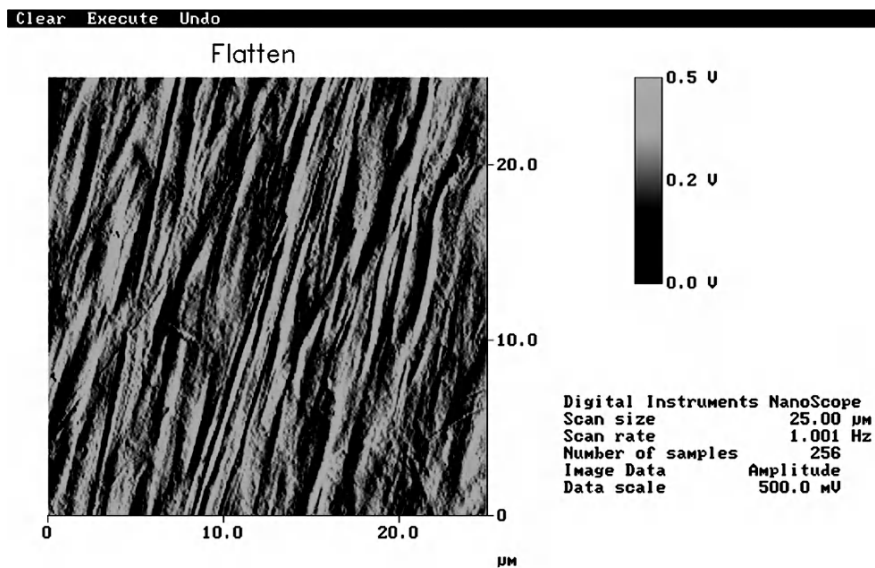 Clear Execute Undo
Flatten
0.5 V
0.2 V
0.0 V
20.0
10.0
0
0 10.0 20.0
µM
Digital Instruments NanoScope
Scan size 25.00 µM
Scan rate 1.001 Hz
Number of samples 256
Image Data Amplitude
Data scale 500.0 mV